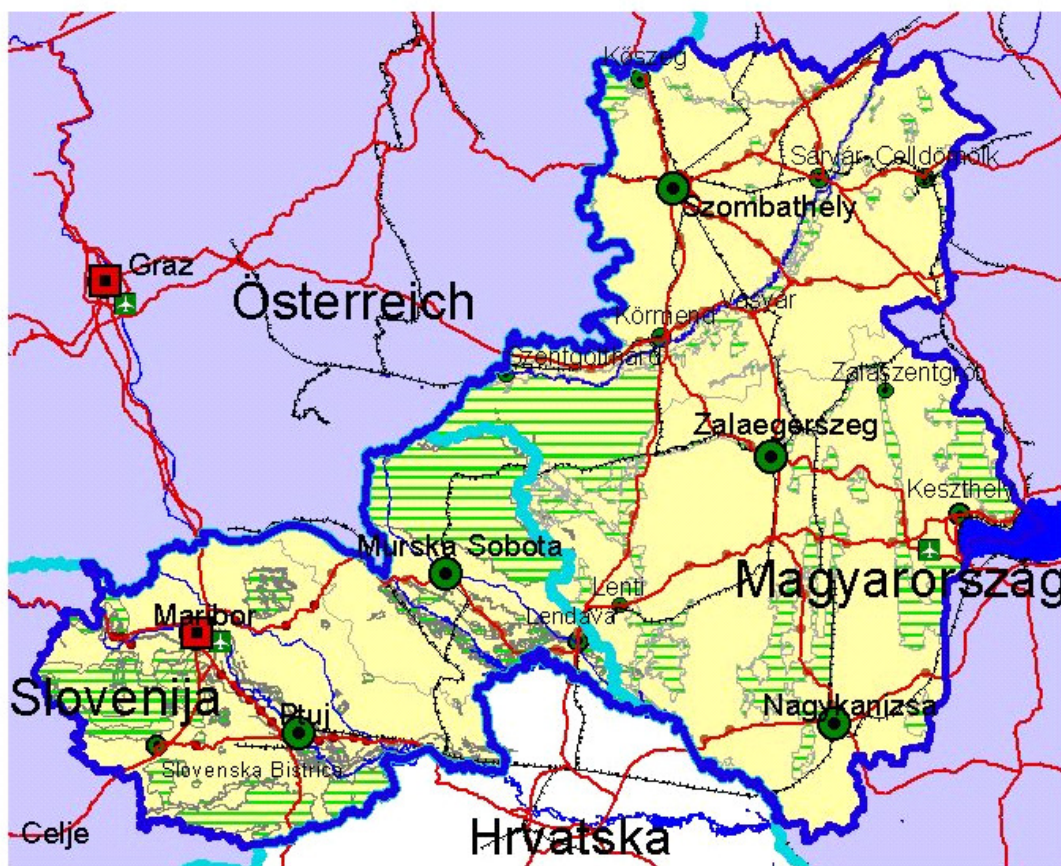 Kőszeg
Sárvár
Celldömölk
Szombathely
Graz
Österreich
Vasvár
Körmend
Szentgotthárd
Zalaszentgrót
Zalaegerszeg
Keszthely
Murska Sobota
Magyarország
Lenti
Maribor
Lendava
Slovenija
Ptuj
Nagykanizsa
Slovenska Bistrica
Celje
Hrvatska